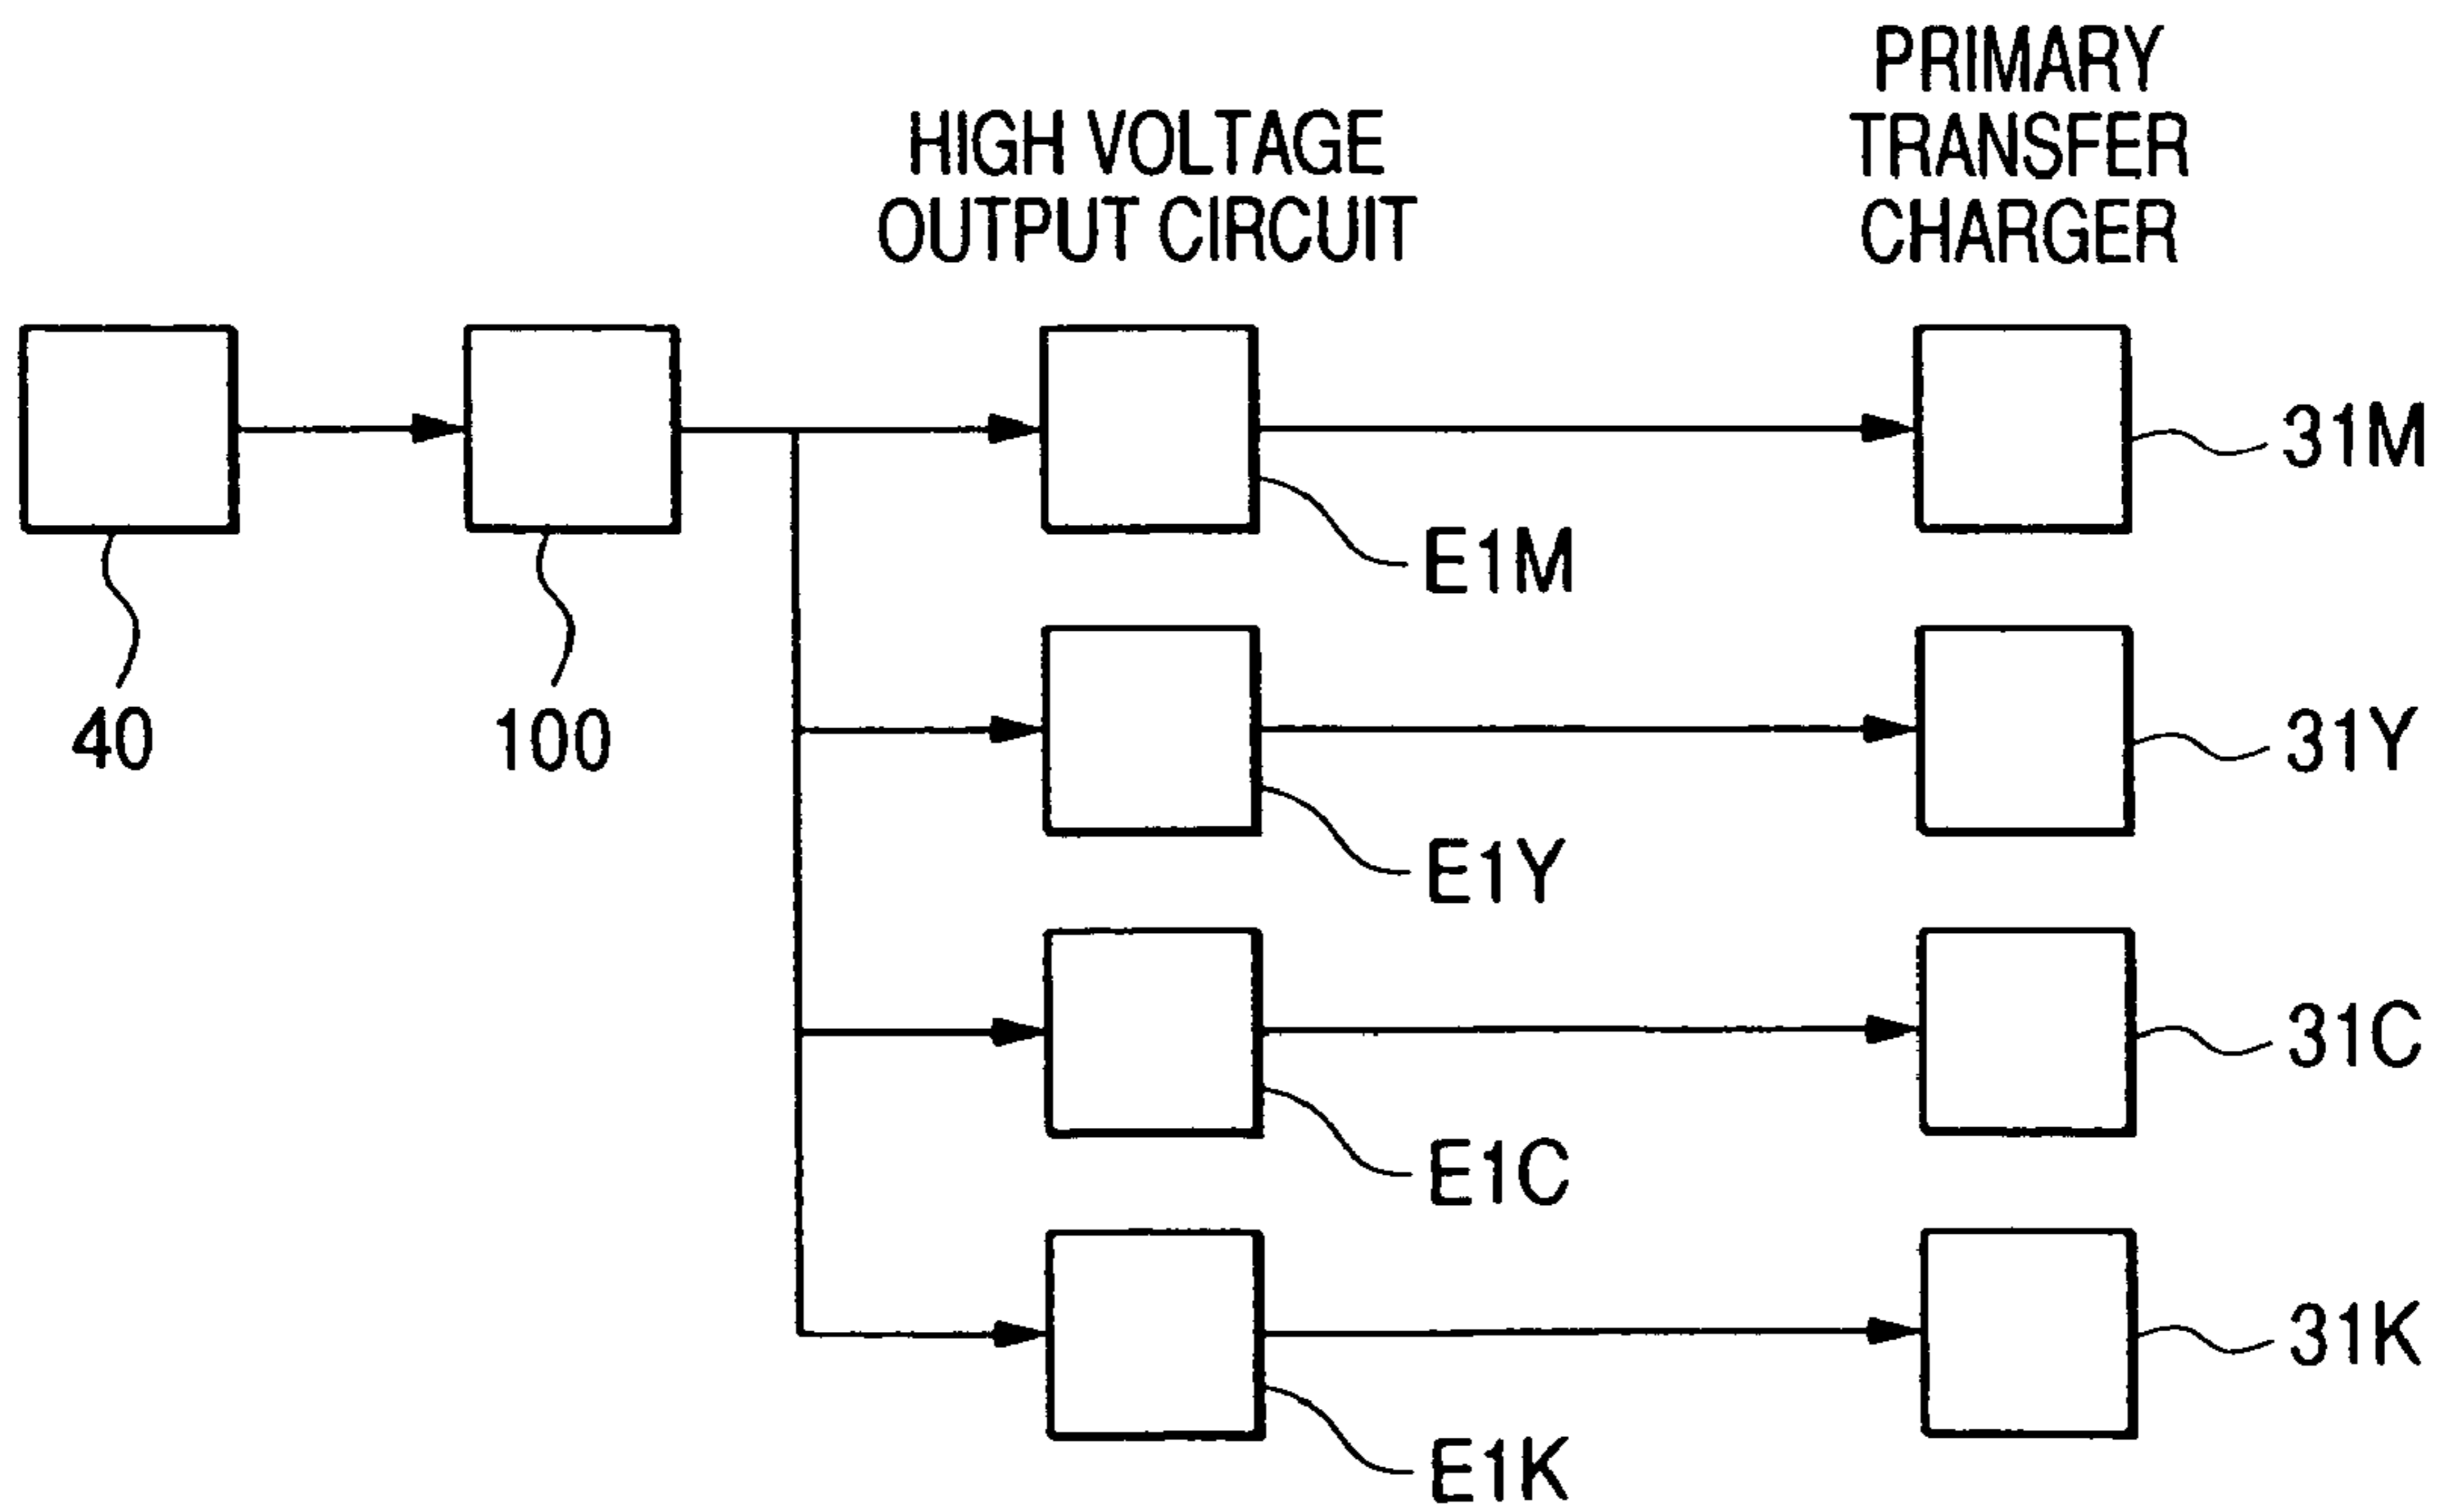 PRIMARY
TRANSFER
CHARGER
HIGH VOLTAGE
OUTPUT CIRCUIT
31M
E1M
40
100
31Y
E1Y
31C
E1C
31K
E1K